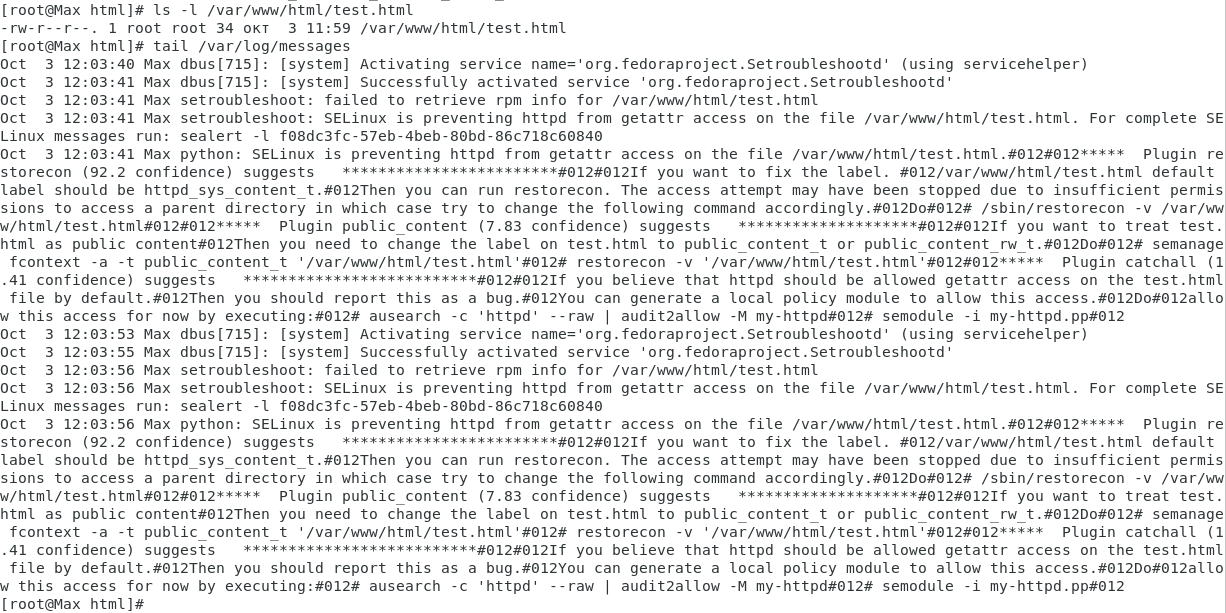 [root@Max html]# ls -l /var/www/html/test.html
-rw-r--r--. 1 root root 34 окт  3 11:59 /var/www/html/test.html
[root@Max html]# tail /var/log/messages
Oct  3 12:03:40 Max dbus[715]: [system] Activating service name='org.fedoraproject.Setroubleshootd' (using servicehelper)
Oct  3 12:03:41 Max dbus[715]: [system] Successfully activated service 'org.fedoraproject.Setroubleshootd'
Oct  3 12:03:41 Max setroubleshoot: failed to retrieve rpm info for /var/www/html/test.html
Oct  3 12:03:41 Max setroubleshoot: SELinux is preventing httpd from getattr access on the file /var/www/html/test.html. For complete SE
Linux messages run: sealert -l f08dc3fc-57eb-4beb-80bd-86c718c60840
Oct  3 12:03:41 Max python: SELinux is preventing httpd from getattr access on the file /var/www/html/test.html.#012#012*****  Plugin re
storecon (92.2 confidence) suggests   ************************#012#012If you want to fix the label. #012/var/www/html/test.html default
label should be httpd_sys_content_t.#012Then you can run restorecon. The access attempt may have been stopped due to insufficient permis
sions to access a parent directory in which case try to change the following command accordingly.#012Do#012# /sbin/restorecon -v /var/ww
w/html/test.html#012#012*****  Plugin public_content (7.83 confidence) suggests   ********************#012#012If you want to treat test.
html as public content#012Then you need to change the label on test.html to public_content_t or public_content_rw_t.#012Do#012# semanage
 fcontext -a -t public_content_t '/var/www/html/test.html'#012# restorecon -v '/var/www/html/test.html'#012#012*****  Plugin catchall (1
.41 confidence) suggests   **************************#012#012If you believe that httpd should be allowed getattr access on the test.html
 file by default.#012Then you should report this as a bug.#012You can generate a local policy module to allow this access.#012Do#012allo
w this access for now by executing:#012# ausearch -c 'httpd' --raw | audit2allow -M my-httpd#012# semodule -i my-httpd.pp#012
Oct  3 12:03:53 Max dbus[715]: [system] Activating service name='org.fedoraproject.Setroubleshootd' (using servicehelper)
Oct  3 12:03:55 Max dbus[715]: [system] Successfully activated service 'org.fedoraproject.Setroubleshootd'
Oct  3 12:03:56 Max setroubleshoot: failed to retrieve rpm info for /var/www/html/test.html
Oct  3 12:03:56 Max setroubleshoot: SELinux is preventing httpd from getattr access on the file /var/www/html/test.html. For complete SE
Linux messages run: sealert -l f08dc3fc-57eb-4beb-80bd-86c718c60840
Oct  3 12:03:56 Max python: SELinux is preventing httpd from getattr access on the file /var/www/html/test.html.#012#012*****  Plugin re
storecon (92.2 confidence) suggests   ************************#012#012If you want to fix the label. #012/var/www/html/test.html default
label should be httpd_sys_content_t.#012Then you can run restorecon. The access attempt may have been stopped due to insufficient permis
sions to access a parent directory in which case try to change the following command accordingly.#012Do#012# /sbin/restorecon -v /var/ww
w/html/test.html#012#012*****  Plugin public_content (7.83 confidence) suggests   ********************#012#012If you want to treat test.
html as public content#012Then you need to change the label on test.html to public_content_t or public_content_rw_t.#012Do#012# semanage
 fcontext -a -t public_content_t '/var/www/html/test.html'#012# restorecon -v '/var/www/html/test.html'#012#012*****  Plugin catchall (1
.41 confidence) suggests   **************************#012#012If you believe that httpd should be allowed getattr access on the test.html
 file by default.#012Then you should report this as a bug.#012You can generate a local policy module to allow this access.#012Do#012allo
w this access for now by executing:#012# ausearch -c 'httpd' --raw | audit2allow -M my-httpd#012# semodule -i my-httpd.pp#012
[root@Max html]#